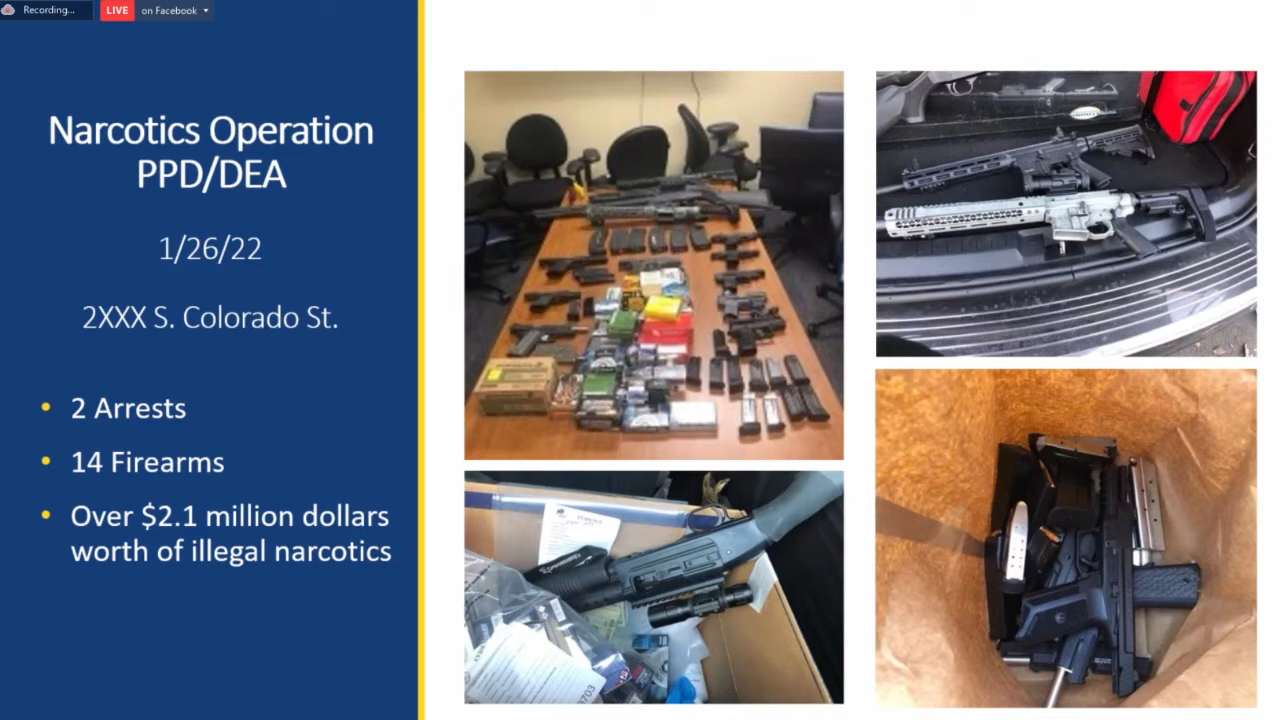 Recording...
LIVE
on Facebook
Narcotics Operation
PPD/DEA
1/26/22
2XXX S. Colorado St.
• 2 Arrests
• 14 Firearms
• Over $2.1 million dollars
worth of illegal narcotics